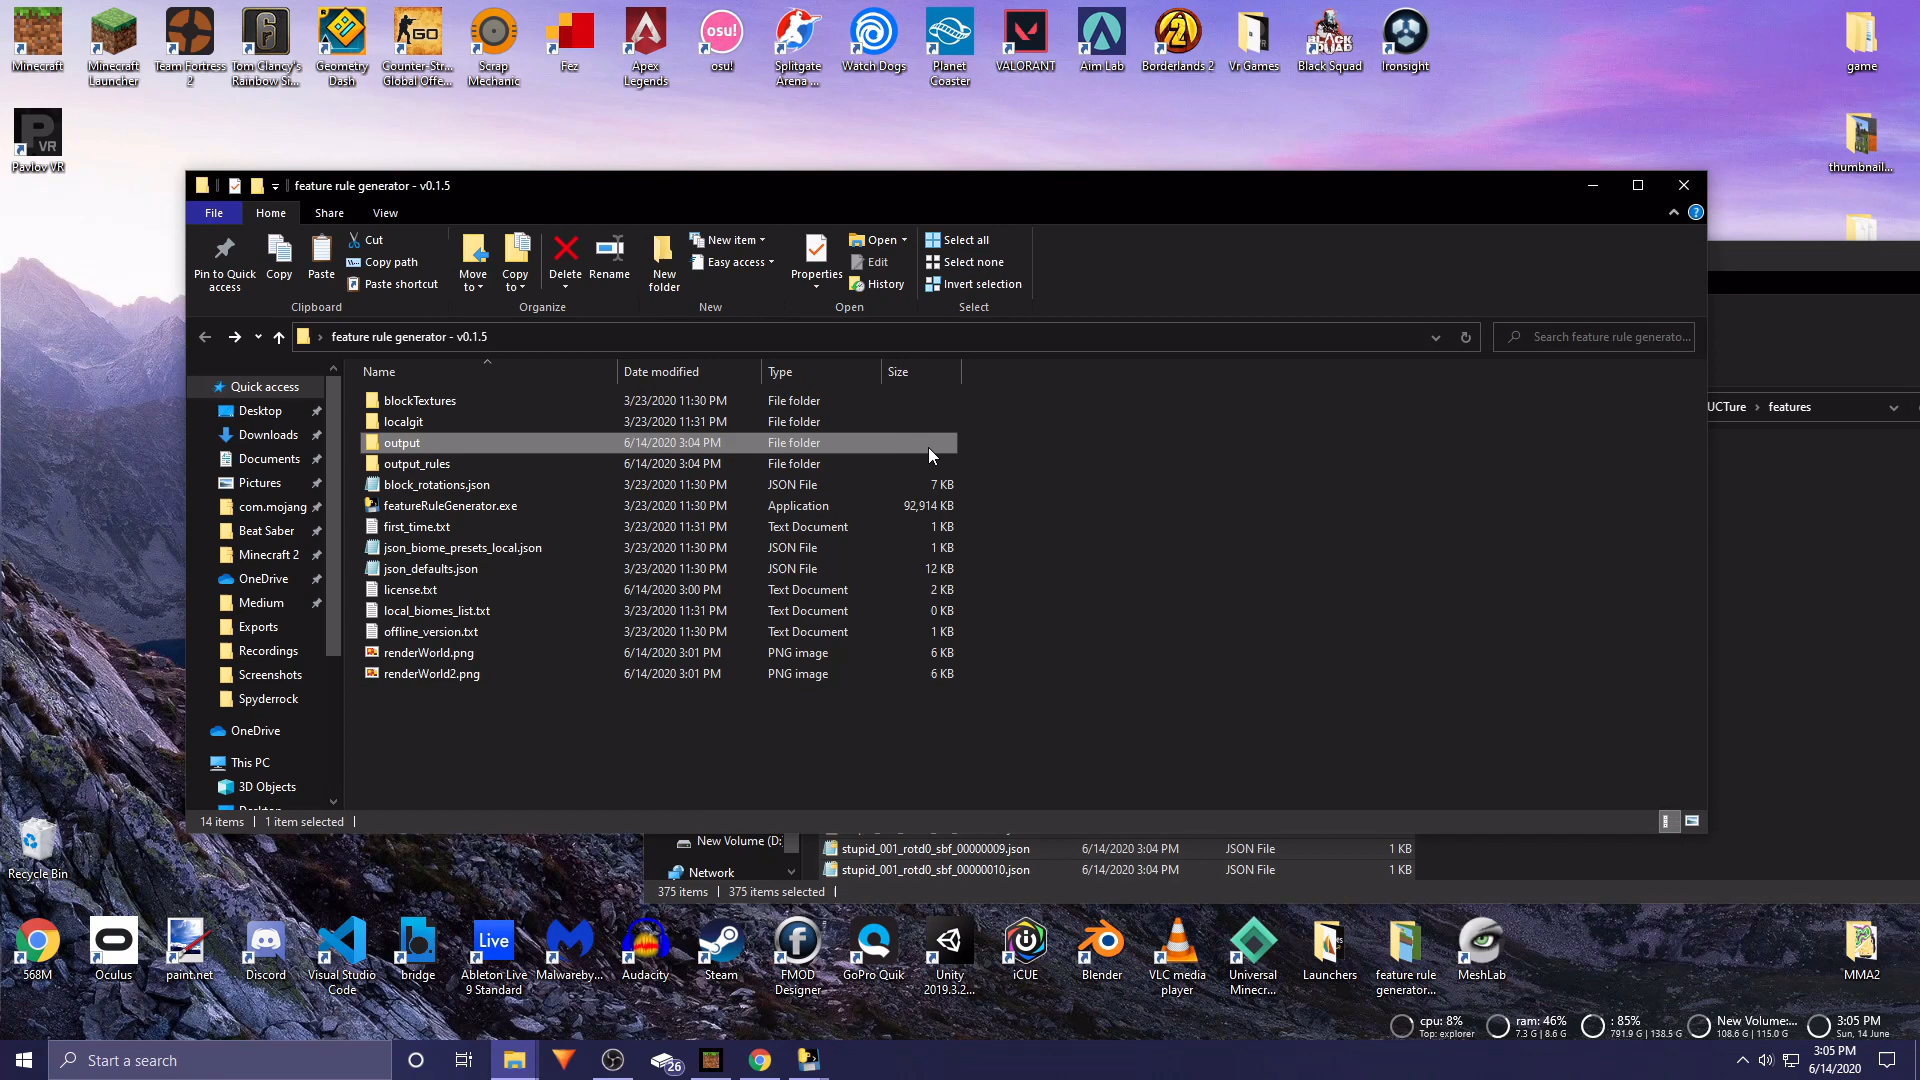 Minecraft
Minecraft Launcher
Team Fortress 2
Tom Clancy's Rainbow Si...
Geometry Dash
Counter-Str... Global Offe...
Scrap Mechanic
Fez
Apex Legends
osu!
osu!
Splitgate Arena ...
Watch Dogs
Planet Coaster
VALORANT
Aim Lab
Borderlands 2
Vr Games
Black Squad
Ironsight
game
Pavlov VR
thumbnail...
feature rule generator - v0.1.5
File Home Share View
Pin to Quick access
Copy
Paste
Cut
Copy path
Paste shortcut
Move to
Copy to
Delete
Rename
New folder
New item
Easy access
Properties
Open
Edit
History
Select all
Select none
Invert selection
Clipboard Organize New Open Select
feature rule generator - v0.1.5
Search feature rule generato...
Name Date modified Type Size
blockTextures 3/23/2020 11:30 PM File folder
localgit 3/23/2020 11:31 PM File folder
output 6/14/2020 3:04 PM File folder
output_rules 6/14/2020 3:04 PM File folder
block_rotations.json 3/23/2020 11:30 PM JSON File 7 KB
featureRuleGenerator.exe 3/23/2020 11:30 PM Application 92,914 KB
first_time.txt 3/23/2020 11:31 PM Text Document 1 KB
json_biome_presets_local.json 3/23/2020 11:30 PM JSON File 1 KB
json_defaults.json 3/23/2020 11:30 PM JSON File 12 KB
license.txt 6/14/2020 3:00 PM Text Document 2 KB
local_biomes_list.txt 3/23/2020 11:31 PM Text Document 0 KB
offline_version.txt 3/23/2020 11:30 PM Text Document 1 KB
renderWorld.png 6/14/2020 3:01 PM PNG image 6 KB
renderWorld2.png 6/14/2020 3:01 PM PNG image 6 KB
Quick access
Desktop
Downloads
Documents
Pictures
com.mojang
Beat Saber
Minecraft 2
OneDrive
Medium
Exports
Recordings
Screenshots
Spyderrock
OneDrive
This PC
3D Objects
14 items 1 item selected
UCTure features
New Volume (D:
Network
stupid_001_rotd0_sbf_00000009.json 6/14/2020 3:04 PM JSON File 1 KB
stupid_001_rotd0_sbf_00000010.json 6/14/2020 3:04 PM JSON File 1 KB
375 items 375 items selected
Recycle Bin
568M
Oculus
paint.net
Discord
Visual Studio Code
bridge
Live
Ableton Live 9 Standard
Malwareby...
Audacity
Steam
FMOD Designer
GoPro Quik
Unity 2019.3.2...
iCUE
Blender
VLC media player
Universal Minecr...
Launchers
feature rule generator...
MeshLab
MMA2
cpu: 8%
Top: explorer
ram: 46%
7.3 G | 8.6 G
: 85%
791.9 G | 138.5 G
New Volume:...
108.6 G | 115.0 G
3:05 PM
Sun, 14 June
Start a search
26
3:05 PM
6/14/2020